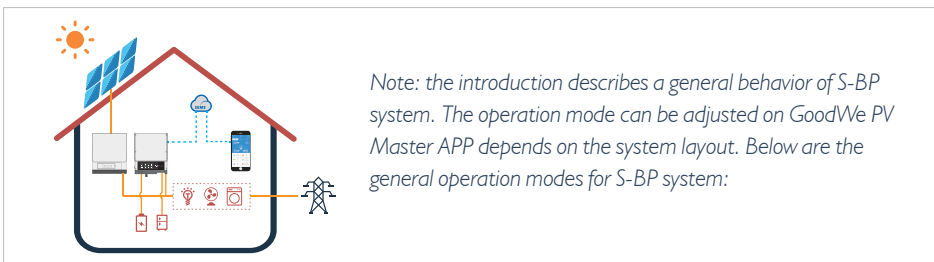 Note: the introduction describes a general behavior of S-BP
system. The operation mode can be adjusted on GoodWe PV
Master APP depends on the system layout. Below are the
general operation modes for S-BP system: